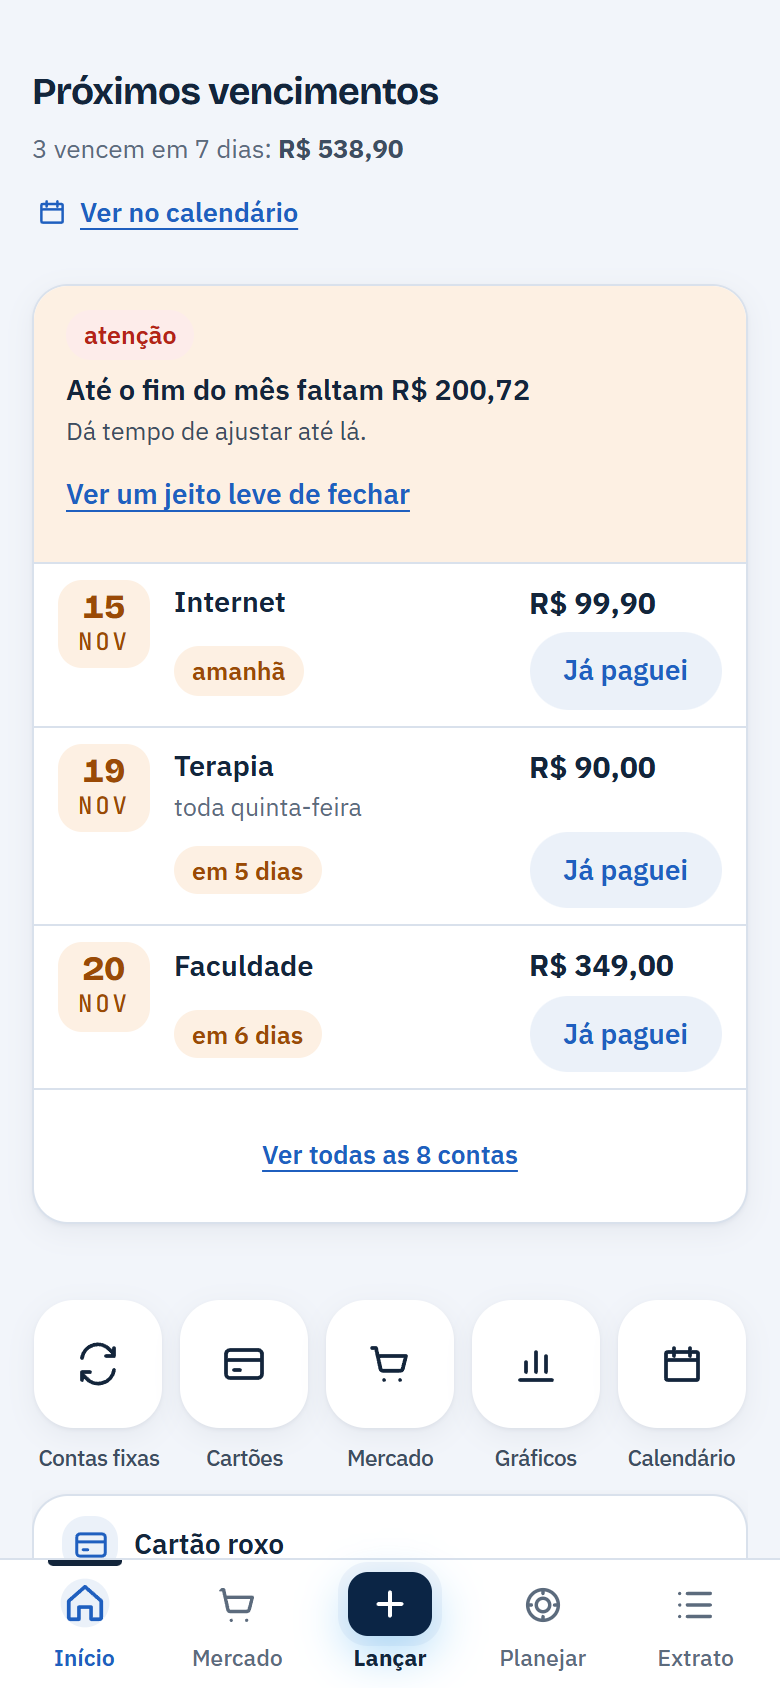 Próximos vencimentos
3 vencem em 7 dias: R$ 538,90
Ver no calendário
atenção
Até o fim do mês faltam R$ 200,72
Dá tempo de ajustar até lá.
Ver um jeito leve de fechar
15 NOV
Internet
R$ 99,90
amanhã
Já paguei
19 NOV
Terapia
R$ 90,00
toda quinta-feira
em 5 dias
Já paguei
20 NOV
Faculdade
R$ 349,00
em 6 dias
Já paguei
Ver todas as 8 contas
Contas fixas
Cartões
Mercado
Gráficos
Calendário
Cartão roxo
Início
Mercado
Lançar
Planejar
Extrato